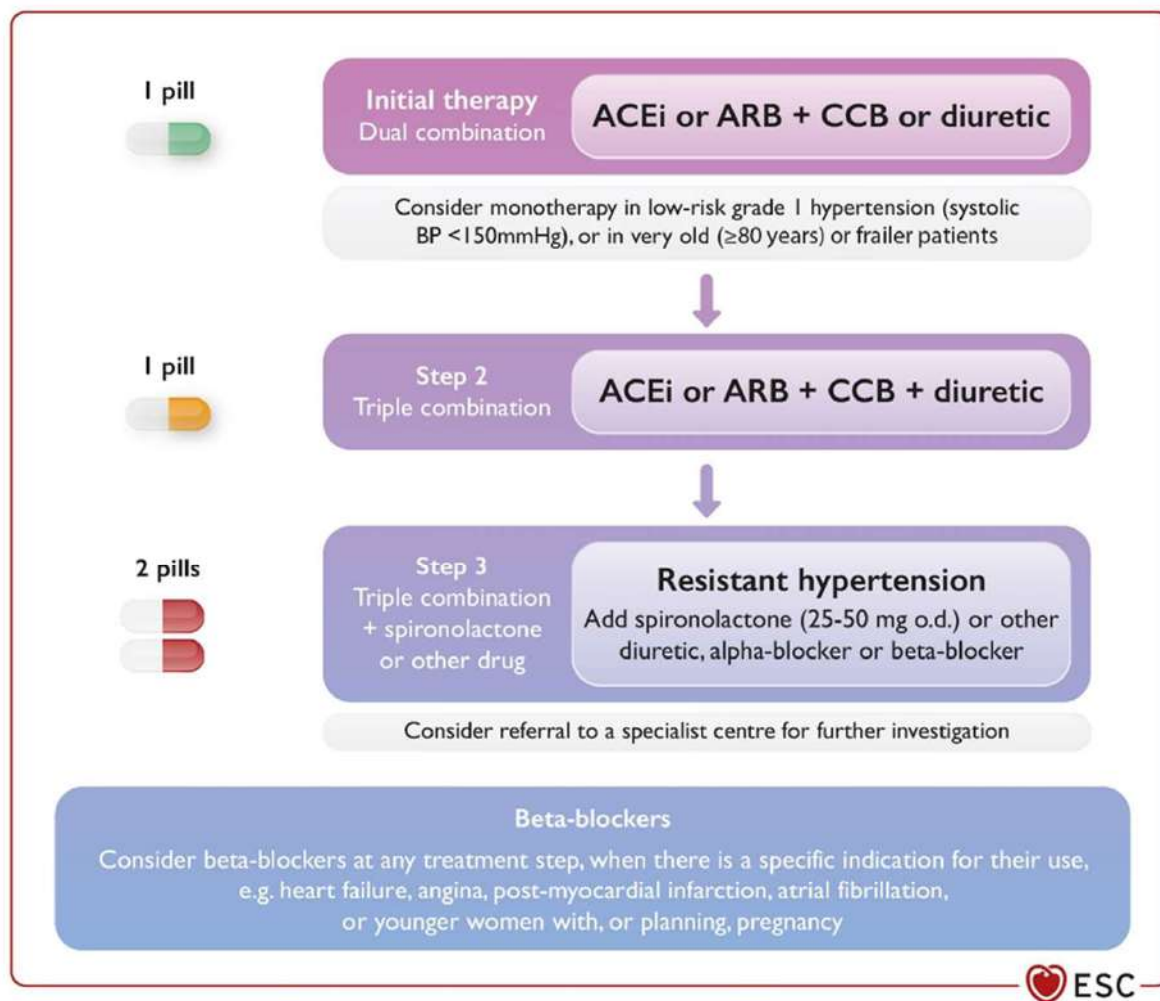 1 pill
Initial therapy
Dual combination
ACEi or ARB + CCB or diuretic
Consider monotherapy in low-risk grade 1 hypertension (systolic
BP <150mmHg), or in very old (≥80 years) or frailer patients
1 pill
Step 2
Triple combination
ACEi or ARB + CCB + diuretic
2 pills
Step 3
Triple combination
+ spironolactone
or other drug
Resistant hypertension
Add spironolactone (25-50 mg o.d.) or other
diuretic, alpha-blocker or beta-blocker
Consider referral to a specialist centre for further investigation
Beta-blockers
Consider beta-blockers at any treatment step, when there is a specific indication for their use,
e.g. heart failure, angina, post-myocardial infarction, atrial fibrillation,
or younger women with, or planning, pregnancy
ESC